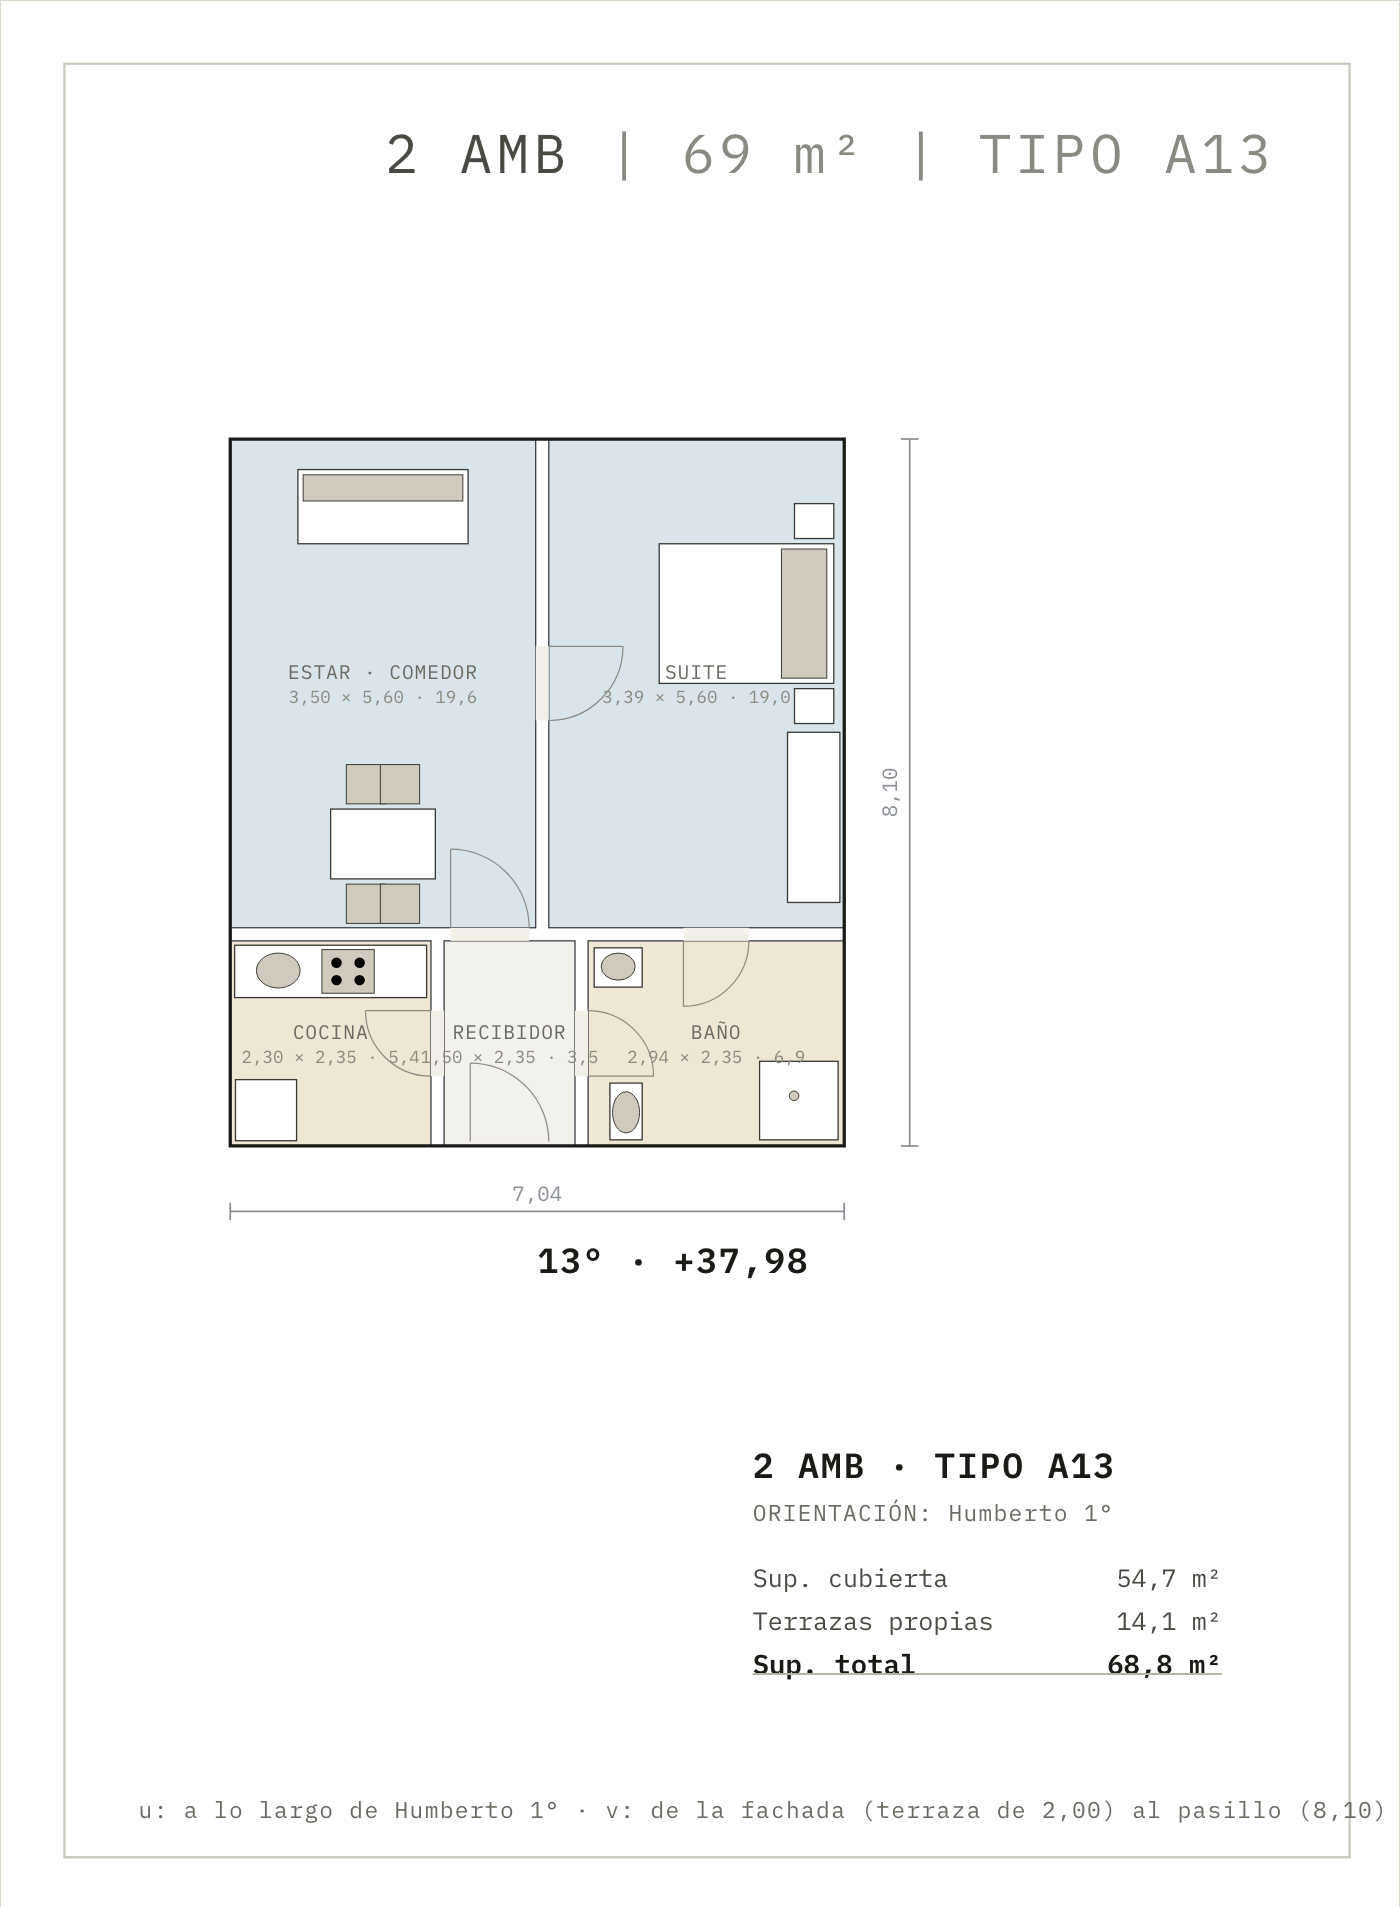 2 AMB | 69 m² | TIPO A13
ESTAR · COMEDOR
3,50 × 5,60 · 19,6
SUITE
3,39 × 5,60 · 19,0
8,10
COCINA
2,30 × 2,35 · 5,4
RECIBIDOR
1,50 × 2,35 · 3,5
BAÑO
2,94 × 2,35 · 6,9
7,04
13° · +37,98
2 AMB · TIPO A13
ORIENTACIÓN: Humberto 1°
Sup. cubierta 54,7 m²
Terrazas propias 14,1 m²
Sup. total 68,8 m²
u: a lo largo de Humberto 1° · v: de la fachada (terraza de 2,00) al pasillo (8,10)